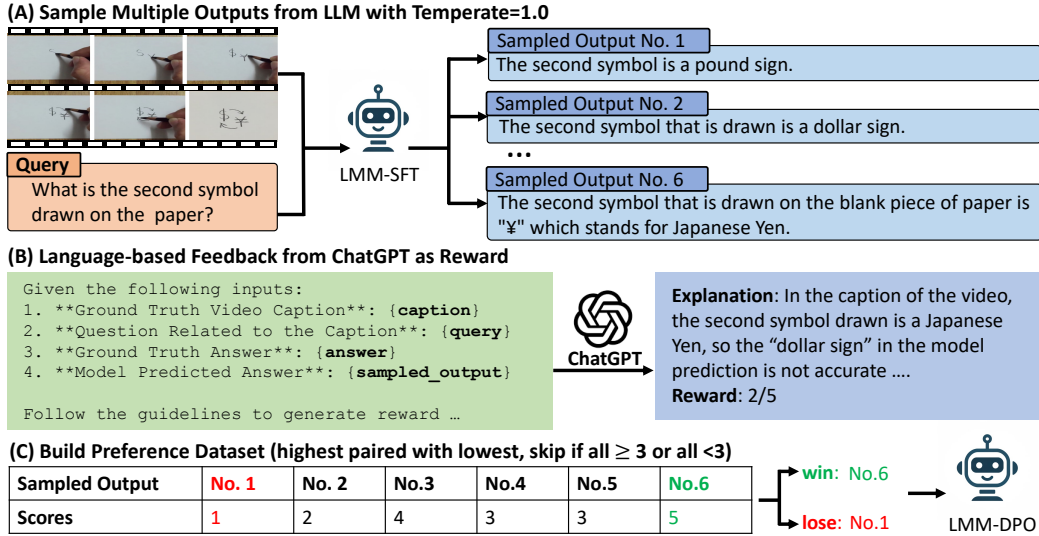 (A) Sample Multiple Outputs from LLM with Temperate=1.0
Query
What is the second symbol
drawn on the paper?
LMM-SFT
Sampled Output No. 1
The second symbol is a pound sign.
Sampled Output No. 2
The second symbol that is drawn is a dollar sign.
...
Sampled Output No. 6
The second symbol that is drawn on the blank piece of paper is
"¥" which stands for Japanese Yen.
(B) Language-based Feedback from ChatGPT as Reward
Given the following inputs:
1. **Ground Truth Video Caption**: {caption}
2. **Question Related to the Caption**: {query}
3. **Ground Truth Answer**: {answer}
4. **Model Predicted Answer**: {sampled_output}
Follow the guidelines to generate reward …
ChatGPT
Explanation: In the caption of the video,
the second symbol drawn is a Japanese
Yen, so the “dollar sign” in the model
prediction is not accurate ….
Reward: 2/5
(C) Build Preference Dataset (highest paired with lowest, skip if all ≥ 3 or all <3)
Sampled Output No. 1 No. 2 No.3 No.4 No.5 No.6
Scores 1 2 4 3 3 5
win: No.6
lose: No.1
LMM-DPO